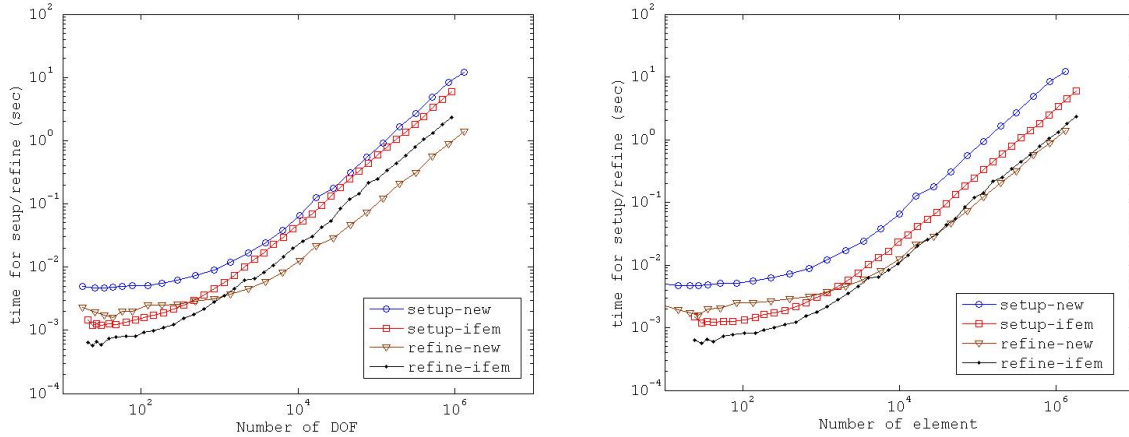 time for seup/refine (sec)
10^2
10^1
10^0
10^-1
10^-2
10^-3
10^-4
10^2
10^4
10^6
Number of DOF
setup-new
setup-ifem
refine-new
refine-ifem
time for setup/refine (sec)
10^2
10^1
10^0
10^-1
10^-2
10^-3
10^-4
10^2
10^4
10^6
Number of element
setup-new
setup-ifem
refine-new
refine-ifem